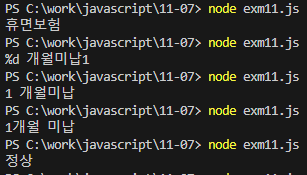 PS C:\work\javascript\11-07> node exm11.js
휴면보험
PS C:\work\javascript\11-07> node exm11.js
%d 개월미납1
PS C:\work\javascript\11-07> node exm11.js
1 개월미납
PS C:\work\javascript\11-07> node exm11.js
1개월 미납
PS C:\work\javascript\11-07> node exm11.js
정상